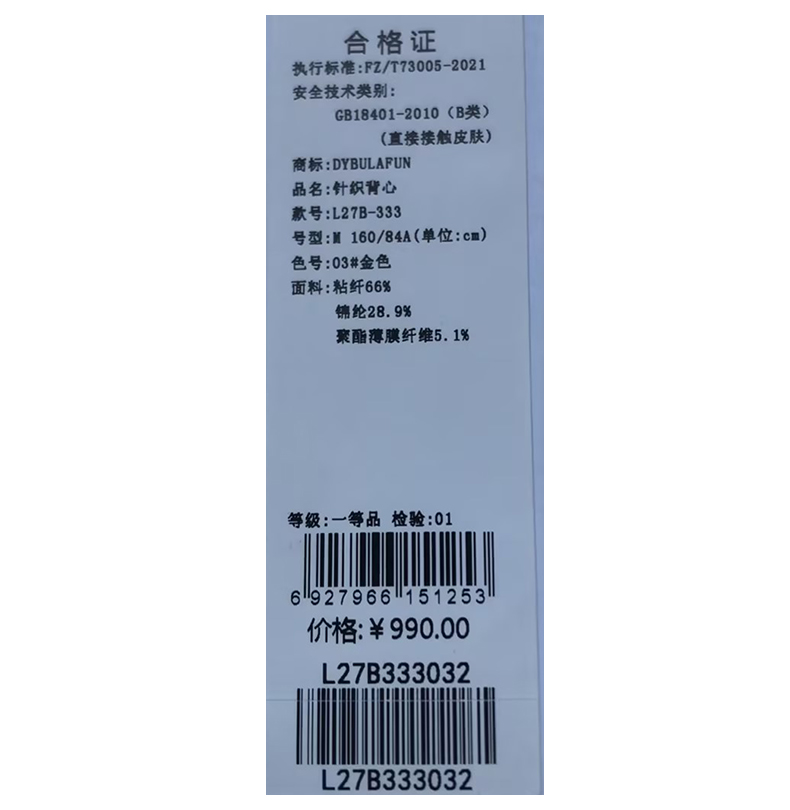 合格证
执行标准:FZ/T73005-2021
安全技术类别:
GB18401-2010（B类）
(直接接触皮肤)
商标:DYBULAFUN
品名:针织背心
款号:L27B-333
号型:M 160/84A(单位:cm)
色号:03#金色
面料:粘纤66%
锦纶28.9%
聚酯薄膜纤维5.1%
等级:一等品 检验:01
6 927966 151253
价格:￥990.00
L27B333032
L27B333032